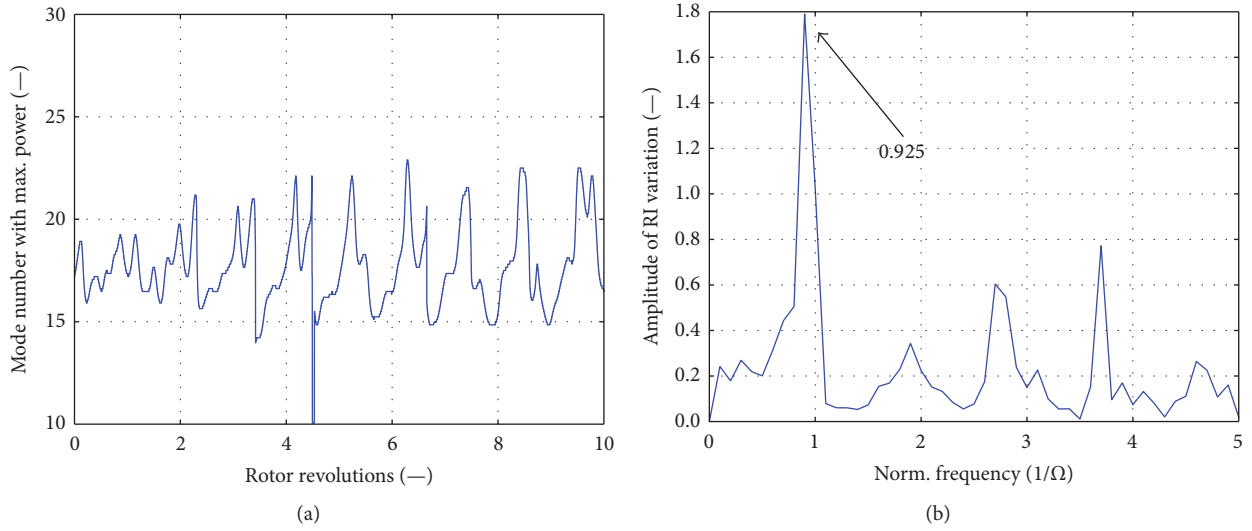 30
25
20
15
10
Mode number with max. power (—)
0 2 4 6 8 10
Rotor revolutions (—)
(a)
1.8
1.6
1.4
1.2
1.0
0.8
0.6
0.4
0.2
0.0
Amplitude of RI variation (—)
0.925
0 1 2 3 4 5
Norm. frequency (1/Ω)
(b)